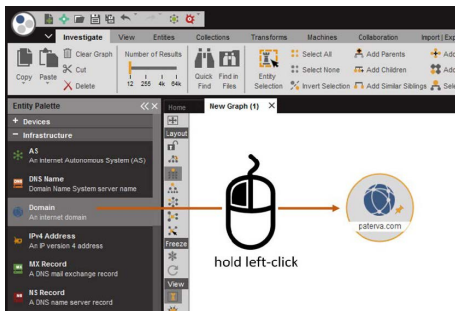 Investigate View Entities Collections Transforms Machines Collaboration Import | Exp
Copy Paste
Clear Graph
Cut
Delete
Number of Results
12 255 4k 64k
Quick Find
Find in Files
Entity Selection
Select All
Select None
Invert Selection
Add Parents
Add Children
Add Similar Siblings
Add
Add
Sele
Entity Palette
Home New Graph (1)
+ Devices
− Infrastructure
AS
An internet Autonomous System (AS)
DNS Name
Domain Name System server name
Domain
An internet domain
IPv4 Address
An IP version 4 address
MX Record
A DNS mail exchange record
NS Record
A DNS name server record
Layout
Freeze
View
hold left-click
paterva.com